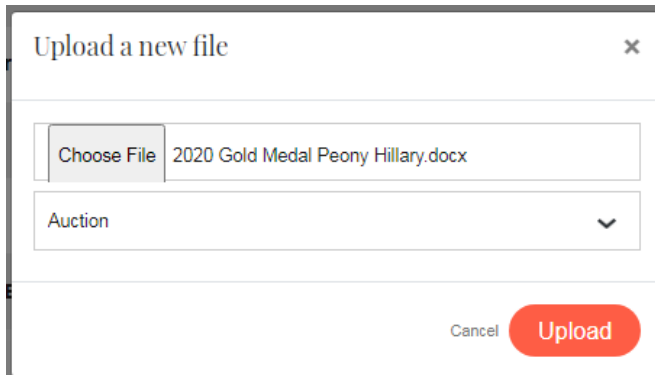 Upload a new file ×
Choose File 2020 Gold Medal Peony Hillary.docx
Auction
Cancel Upload